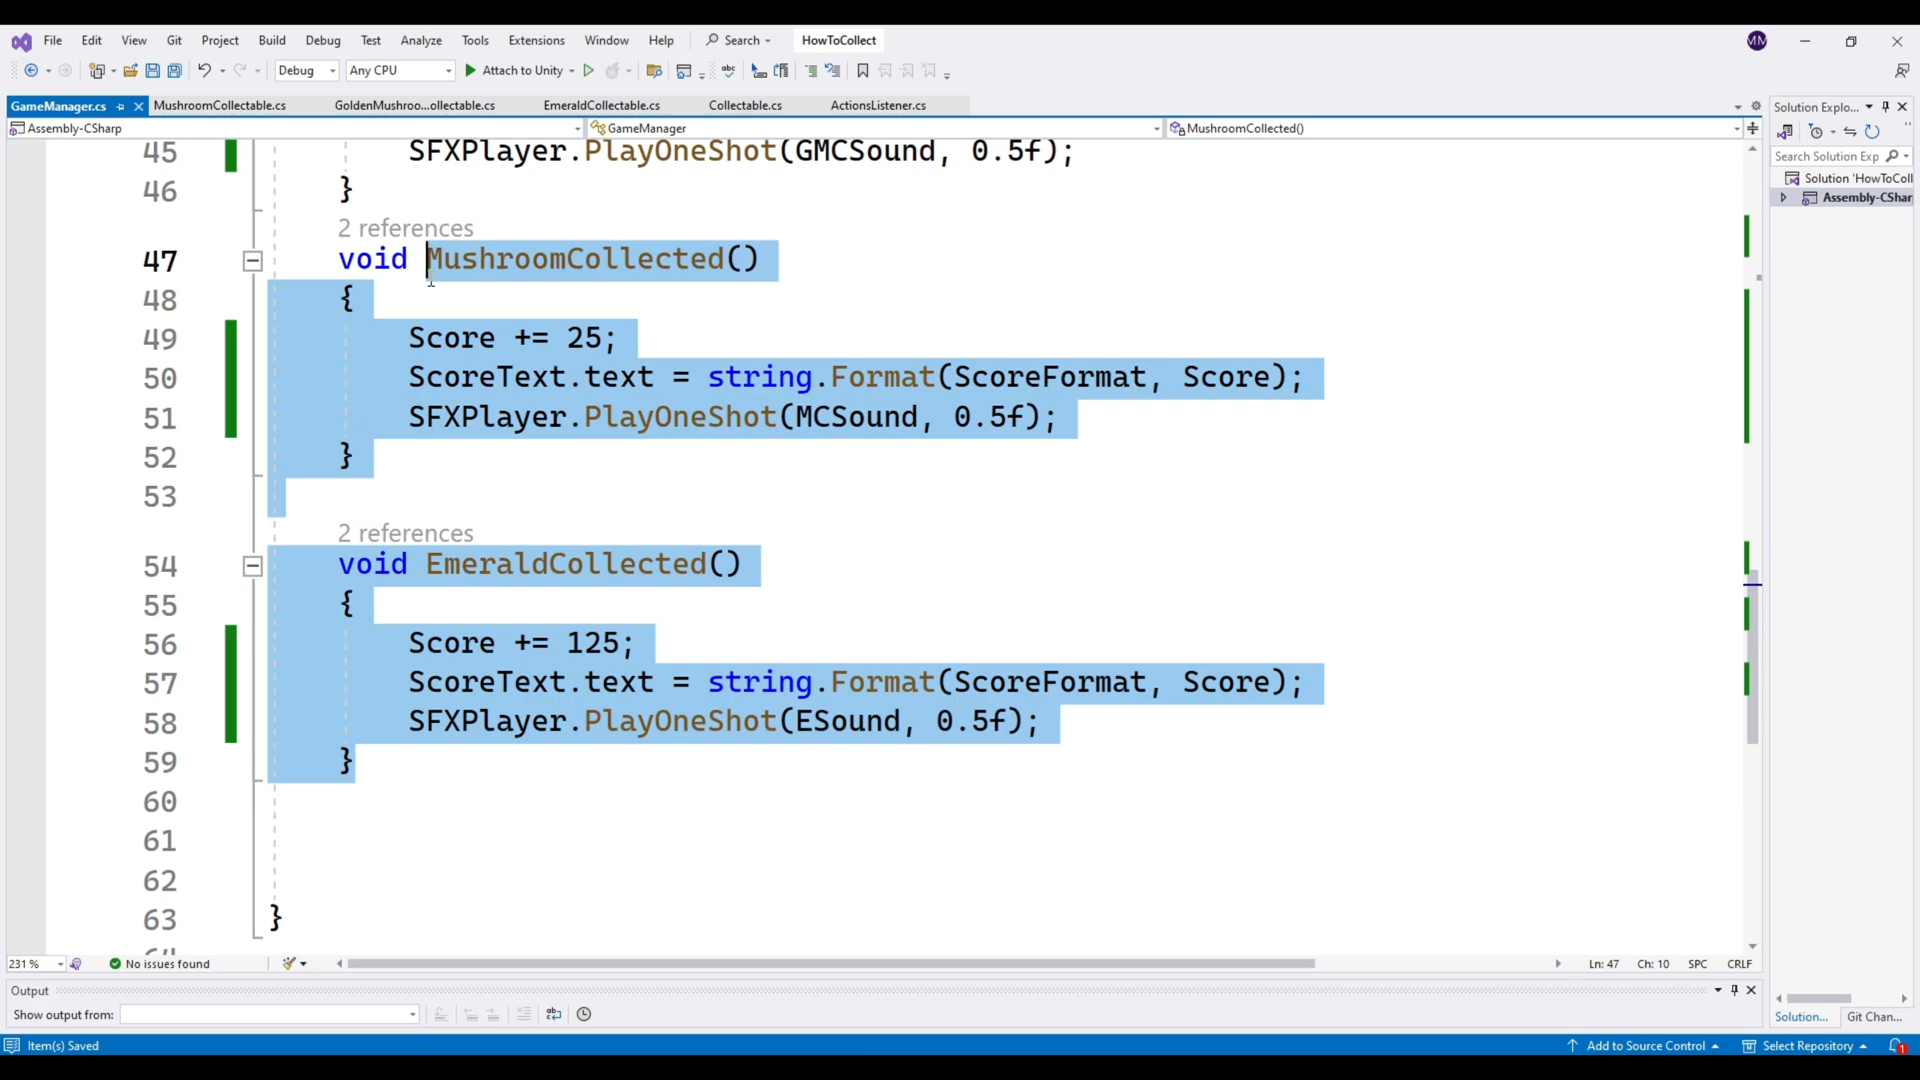 File Edit View Git Project Build Debug Test Analyze Tools Extensions Window Help Search HowToCollect MM
Debug Any CPU Attach to Unity
GameManager.cs MushroomCollectable.cs GoldenMushroo...ollectable.cs EmeraldCollectable.cs Collectable.cs ActionsListener.cs
Assembly-CSharp GameManager MushroomCollected()
45 SFXPlayer.PlayOneShot(GMCSound, 0.5f);
46 }
2 references
47 void MushroomCollected()
48 {
49 Score += 25;
50 ScoreText.text = string.Format(ScoreFormat, Score);
51 SFXPlayer.PlayOneShot(MCSound, 0.5f);
52 }
53
2 references
54 void EmeraldCollected()
55 {
56 Score += 125;
57 ScoreText.text = string.Format(ScoreFormat, Score);
58 SFXPlayer.PlayOneShot(ESound, 0.5f);
59 }
60
61
62
63 }
231 % No issues found Ln: 47 Ch: 10 SPC CRLF
Output
Show output from:
Solution Explo...
Search Solution Exp
Solution 'HowToColl
Assembly-CShar
Solution... Git Chan...
Item(s) Saved Add to Source Control Select Repository 1